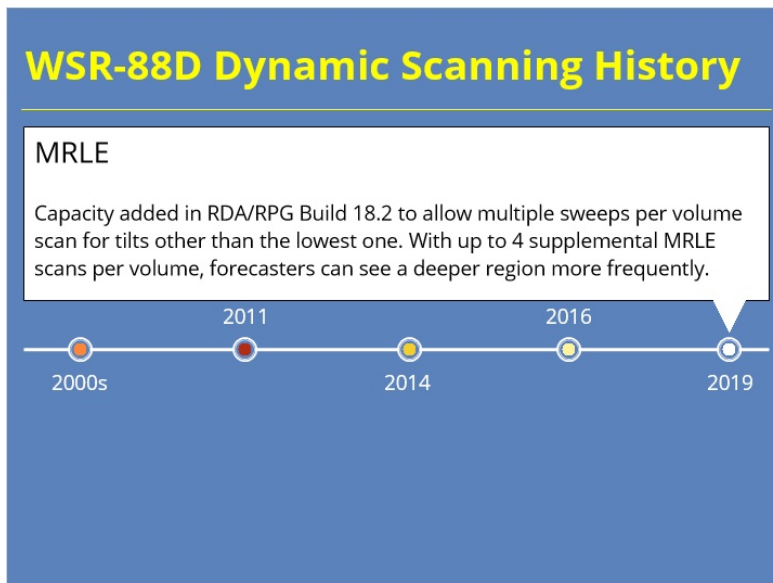 WSR-88D Dynamic Scanning History
MRLE
Capacity added in RDA/RPG Build 18.2 to allow multiple sweeps per volume
scan for tilts other than the lowest one. With up to 4 supplemental MRLE
scans per volume, forecasters can see a deeper region more frequently.
2011 2016
2000s 2014 2019